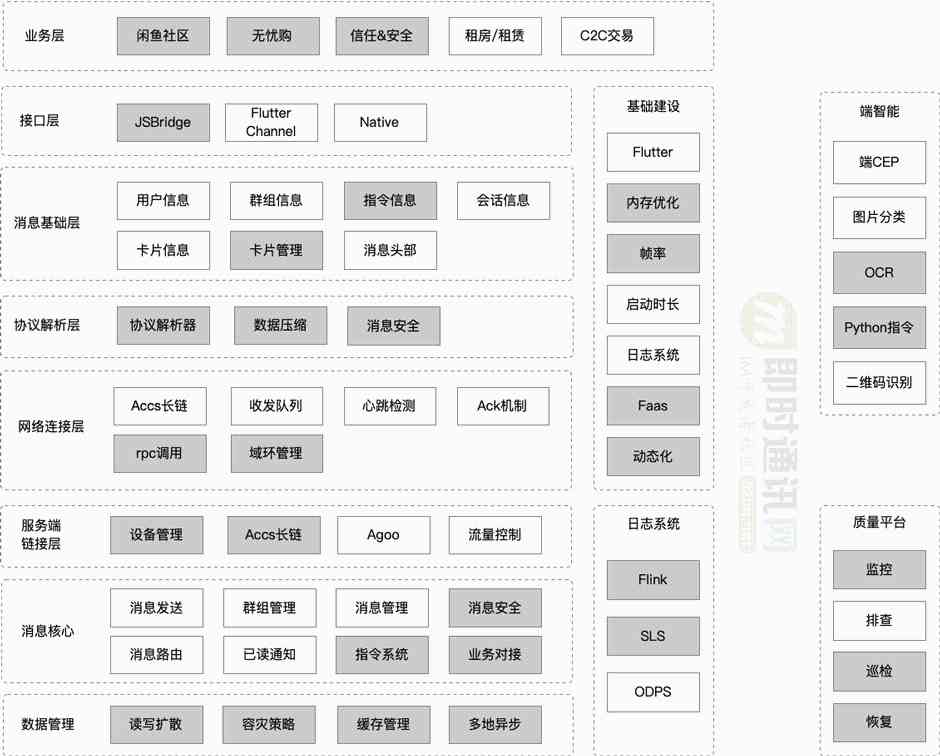 业务层
闲鱼社区
无忧购
信任&安全
租房/租赁
C2C交易
接口层
JSBridge
Flutter
Channel
Native
消息基础层
用户信息
群组信息
指令信息
会话信息
卡片信息
卡片管理
消息头部
协议解析层
协议解析器
数据压缩
消息安全
网络连接层
Accs长链
收发队列
心跳检测
Ack机制
rpc调用
域环管理
服务端
链接层
设备管理
Accs长链
Agoo
流量控制
消息核心
消息发送
群组管理
消息管理
消息安全
消息路由
已读通知
指令系统
业务对接
数据管理
读写扩散
容灾策略
缓存管理
多地异步
基础建设
Flutter
内存优化
帧率
启动时长
日志系统
Faas
动态化
日志系统
Flink
SLS
ODPS
端智能
端CEP
图片分类
OCR
Python指令
二维码识别
质量平台
监控
排查
巡检
恢复
即时通讯网